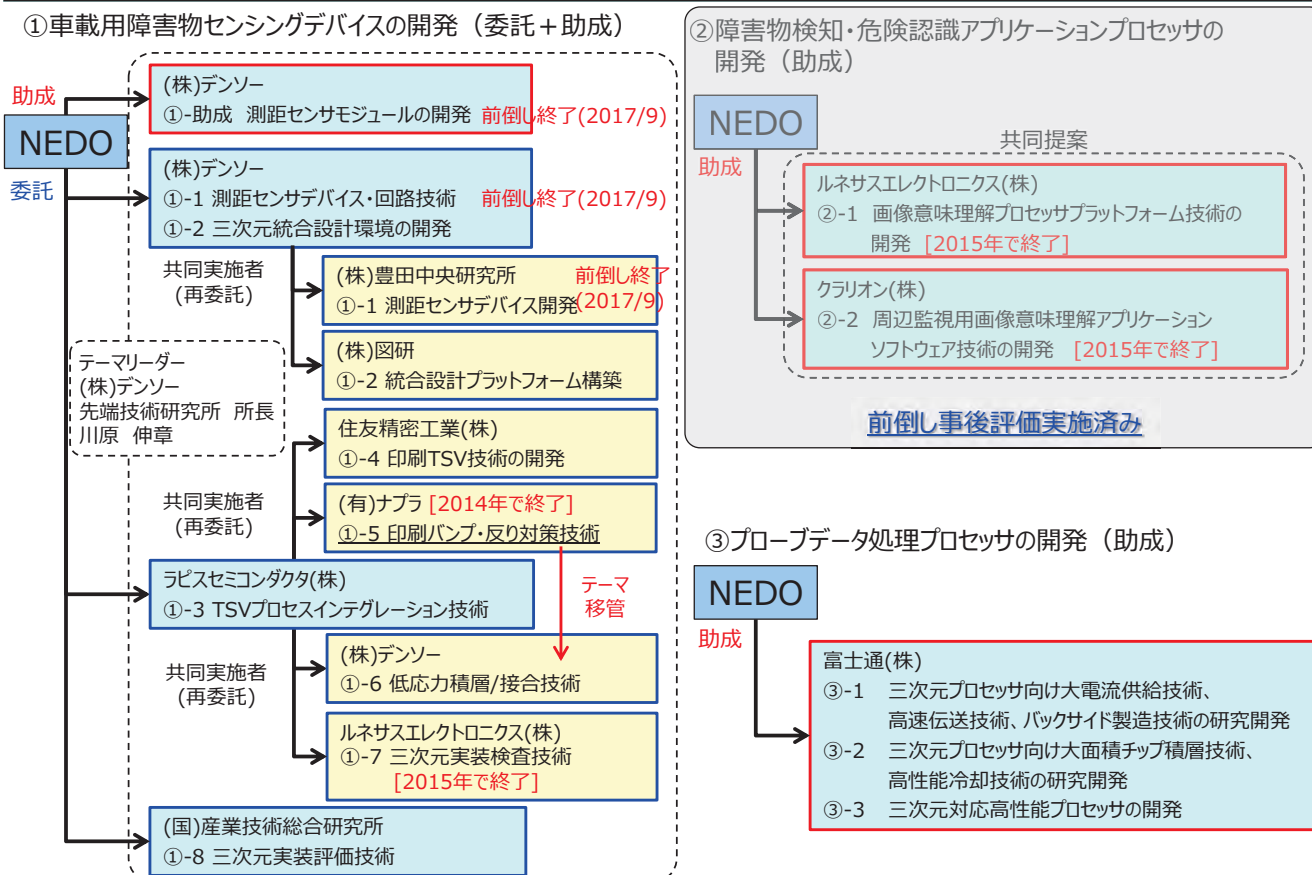 ①車載用障害物センシングデバイスの開発（委託＋助成）
助成
NEDO
委託
(株)デンソー
①-助成 測距センサモジュールの開発 前倒し終了(2017/9)
(株)デンソー
①-1 測距センサデバイス・回路技術 前倒し終了(2017/9)
①-2 三次元統合設計環境の開発
共同実施者
(再委託)
(株)豊田中央研究所 前倒し終了
①-1 測距センサデバイス開発 (2017/9)
(株)図研
①-2 統合設計プラットフォーム構築
テーマリーダー
(株)デンソー
先端技術研究所 所長
川原 伸章
住友精密工業(株)
①-4 印刷TSV技術の開発
共同実施者
(再委託)
(有)ナプラ [2014年で終了]
①-5 印刷バンプ・反り対策技術
ラピスセミコンダクタ(株)
①-3 TSVプロセスインテグレーション技術
テーマ
移管
共同実施者
(再委託)
(株)デンソー
①-6 低応力積層/接合技術
ルネサスエレクトロニクス(株)
①-7 三次元実装検査技術
[2015年で終了]
(国)産業技術総合研究所
①-8 三次元実装評価技術
②障害物検知・危険認識アプリケーションプロセッサの
開発（助成）
NEDO
助成
共同提案
ルネサスエレクトロニクス(株)
②-1 画像意味理解プロセッサプラットフォーム技術の
開発 [2015年で終了]
クラリオン(株)
②-2 周辺監視用画像意味理解アプリケーション
ソフトウェア技術の開発 [2015年で終了]
前倒し事後評価実施済み
③プローブデータ処理プロセッサの開発（助成）
NEDO
助成
富士通(株)
③-1 三次元プロセッサ向け大電流供給技術、
高速伝送技術、バックサイド製造技術の研究開発
③-2 三次元プロセッサ向け大面積チップ積層技術、
高性能冷却技術の研究開発
③-3 三次元対応高性能プロセッサの開発